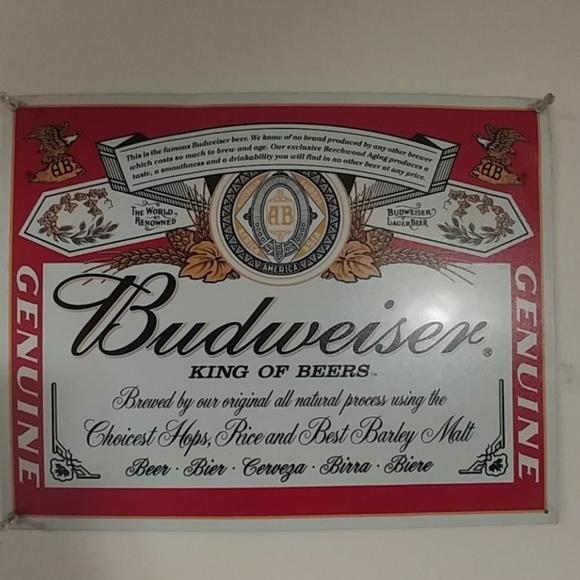 This is the famous Budweiser beer. We know of no brand produced by any other brewer
which costs so much to brew and age. Our exclusive Beechwood Aging produces a
taste, a smoothness and a drinkability you will find in no other beer at any price.
AB
AB
AB
THE WORLD
RENOWNED
BUDWEISER
LAGER BEER
AMERICA
GENUINE
Budweiser®
KING OF BEERS™
Brewed by our original all natural process using the
Choicest Hops, Rice and Best Barley Malt
Beer · Bier · Cerveza · Birra · Biere
GENUINE